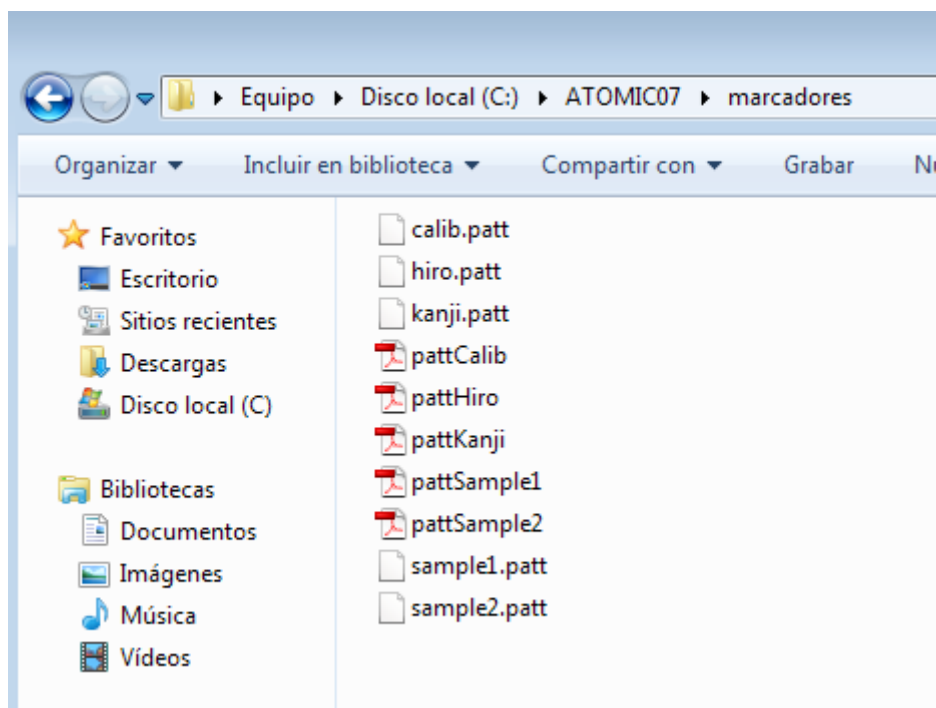 Equipo Disco local (C:) ATOMIC07 marcadores
Organizar Incluir en biblioteca Compartir con Grabar
Favoritos
Escritorio
Sitios recientes
Descargas
Disco local (C)
Bibliotecas
Documentos
Imágenes
Música
Vídeos
calib.patt
hiro.patt
kanji.patt
pattCalib
pattHiro
pattKanji
pattSample1
pattSample2
sample1.patt
sample2.patt